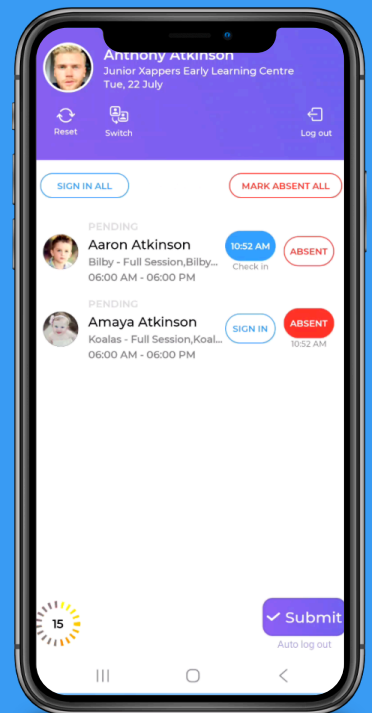 Anthony Atkinson
Junior Xappers Early Learning Centre
Tue, 22 July
Reset
Switch
Log out
SIGN IN ALL
MARK ABSENT ALL
PENDING
Aaron Atkinson
Bilby - Full Session,Bilby...
06:00 AM - 06:00 PM
10:52 AM
Check in
ABSENT
PENDING
Amaya Atkinson
Koalas - Full Session,Koal...
06:00 AM - 06:00 PM
SIGN IN
ABSENT
10:52 AM
15
Submit
Auto log out